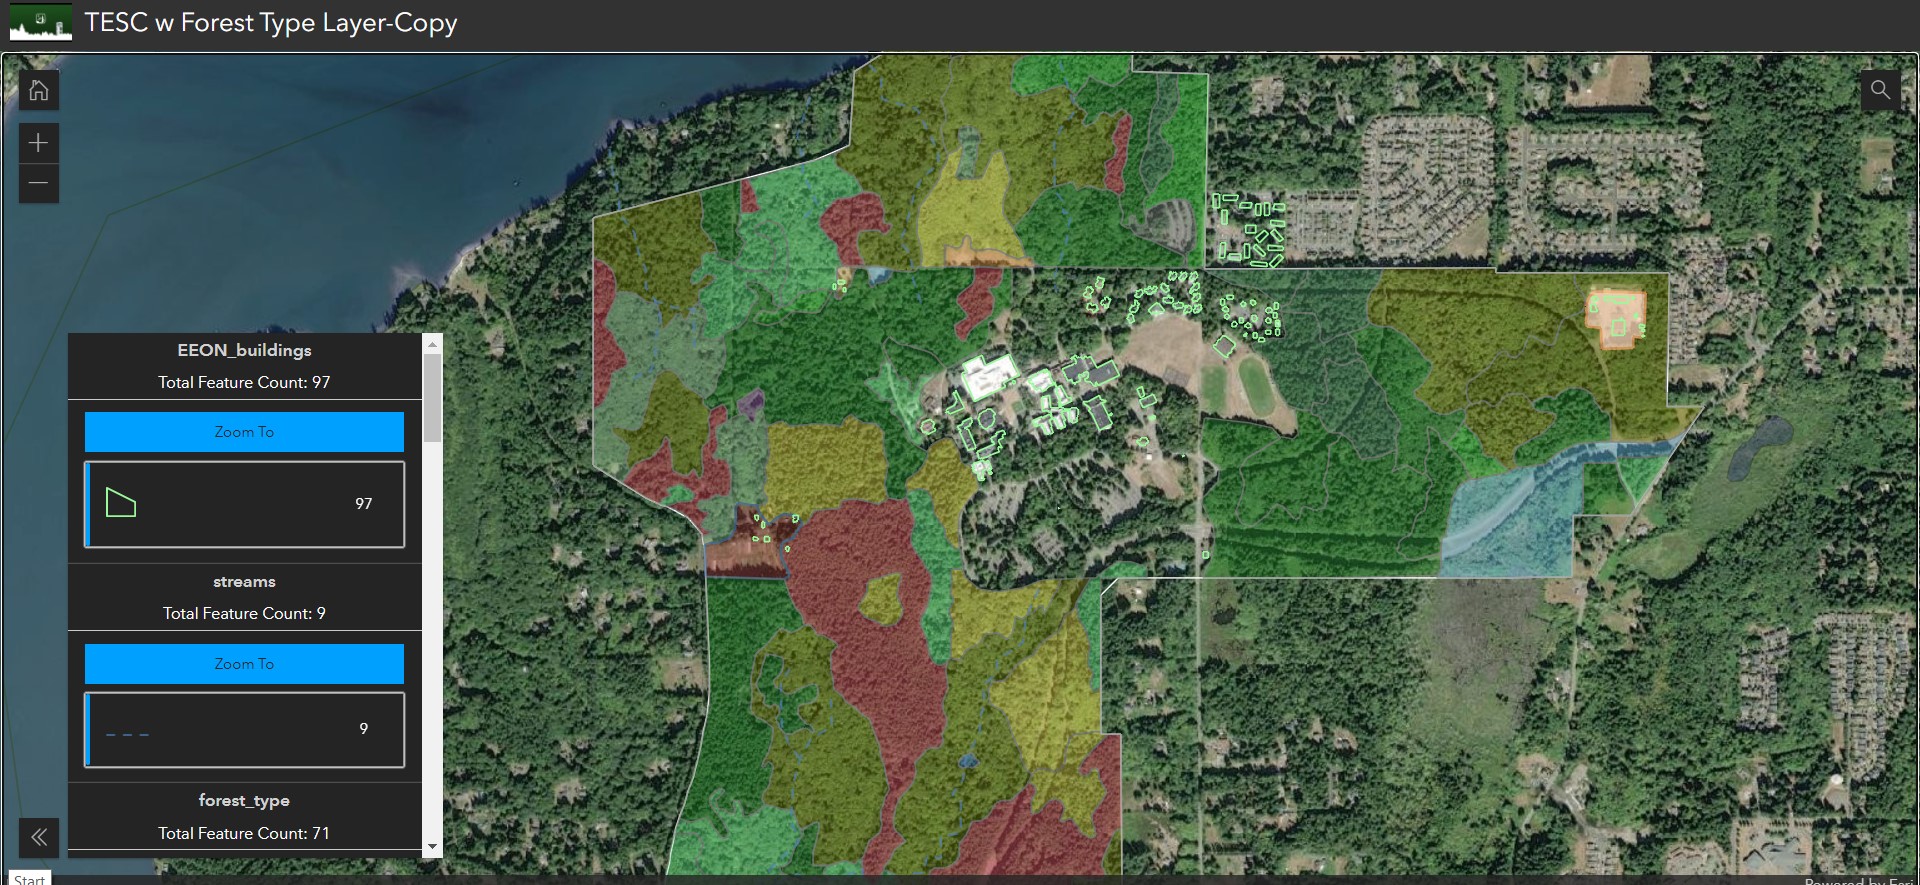 TESC w Forest Type Layer-Copy
EEON_buildings
Total Feature Count: 97
Zoom To
97
streams
Total Feature Count: 9
Zoom To
9
forest_type
Total Feature Count: 71
Start
Powered by Esri